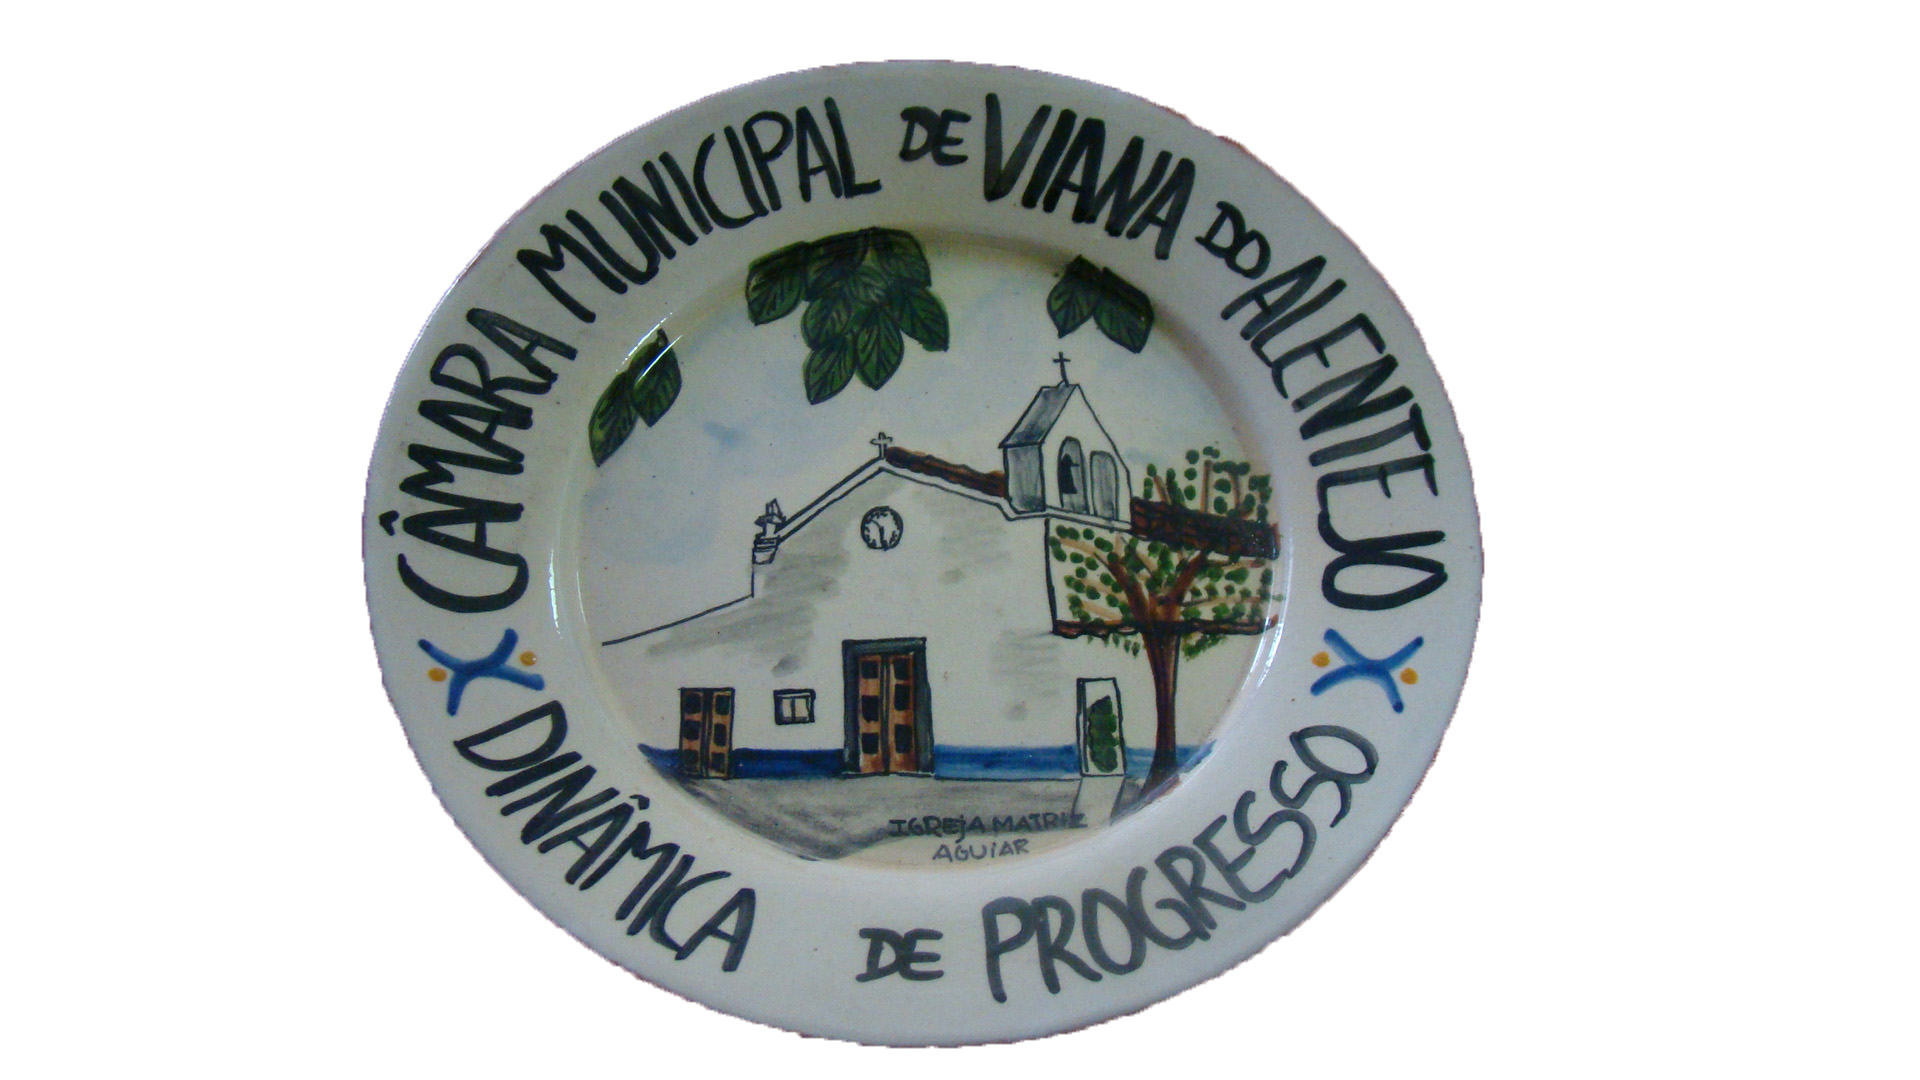 CÂMARA MUNICIPAL DE VIANA DO ALENTEJO
DINÂMICA DE PROGRESSO
IGREjA MATRIZ
AGUiAR